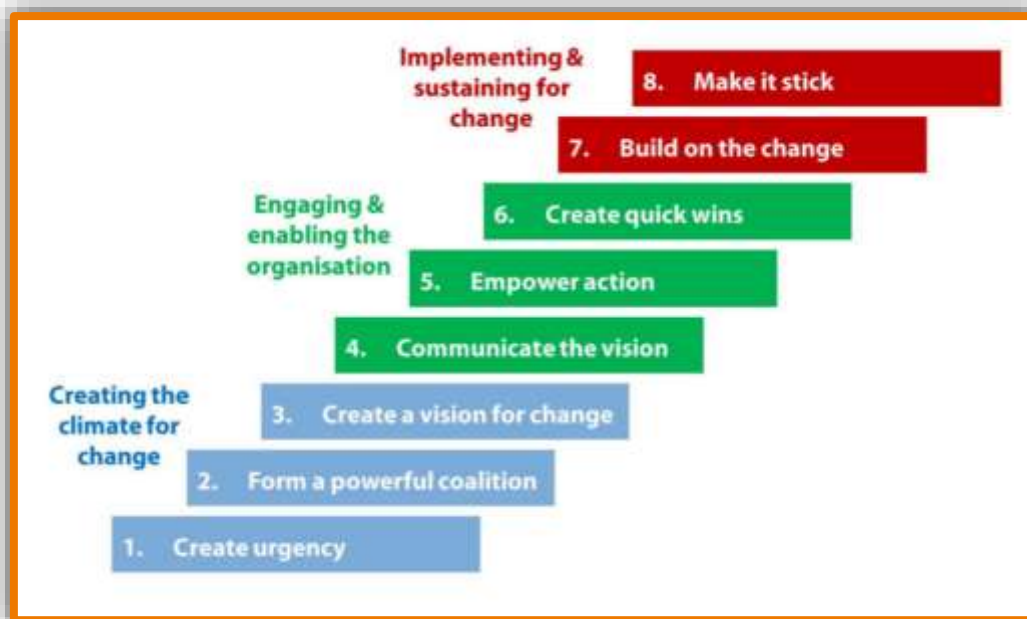 Implementing &
sustaining for
change
8. Make it stick
7. Build on the change
Engaging &
enabling the
organisation
6. Create quick wins
5. Empower action
4. Communicate the vision
Creating the
climate for
change
3. Create a vision for change
2. Form a powerful coalition
1. Create urgency